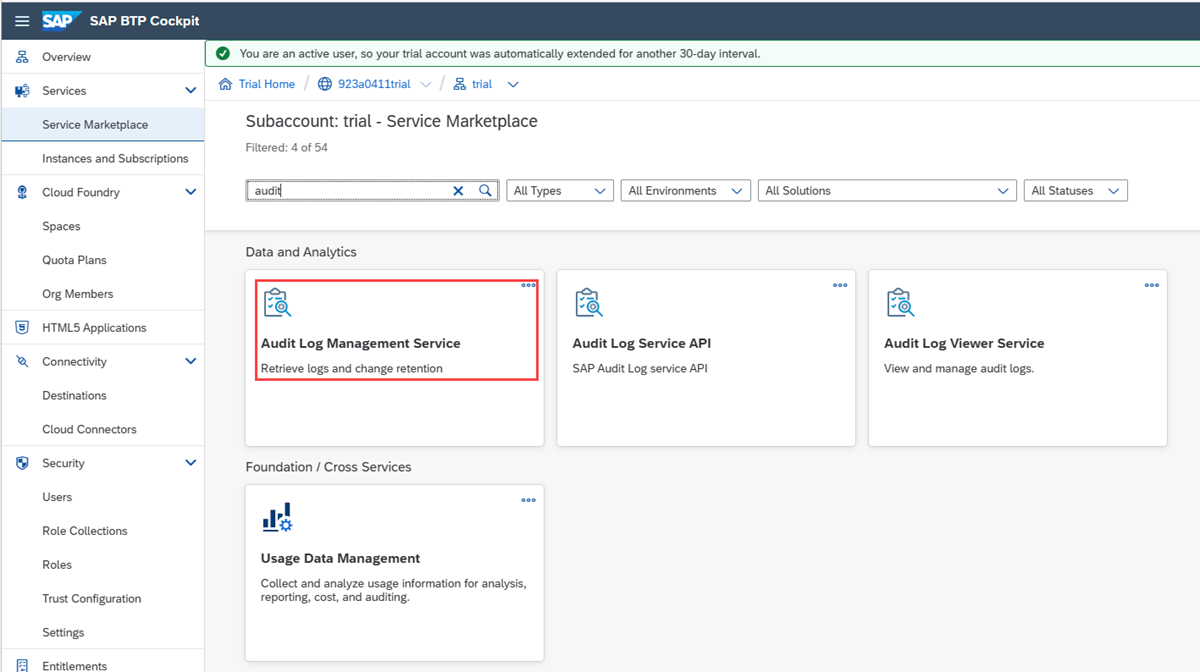 SAP SAP BTP Cockpit
Overview
Services
Service Marketplace
Instances and Subscriptions
Cloud Foundry
Spaces
Quota Plans
Org Members
HTML5 Applications
Connectivity
Destinations
Cloud Connectors
Security
Users
Role Collections
Roles
Trust Configuration
Settings
Entitlements
You are an active user, so your trial account was automatically extended for another 30-day interval.
Trial Home / 923a0411trial / trial
Subaccount: trial - Service Marketplace
Filtered: 4 of 54
audit All Types All Environments All Solutions All Statuses
Data and Analytics
Audit Log Management Service
Retrieve logs and change retention
Audit Log Service API
SAP Audit Log service API
Audit Log Viewer Service
View and manage audit logs.
Foundation / Cross Services
Usage Data Management
Collect and analyze usage information for analysis,
reporting, cost, and auditing.